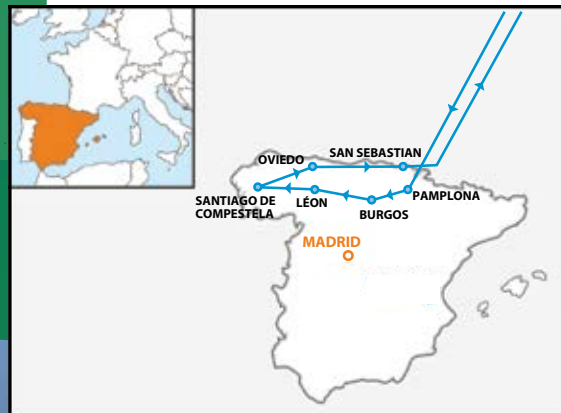 OVIEDO
SAN SEBASTIAN
SANTIAGO DE
COMPESTELA
LÉON
BURGOS
PAMPLONA
MADRID